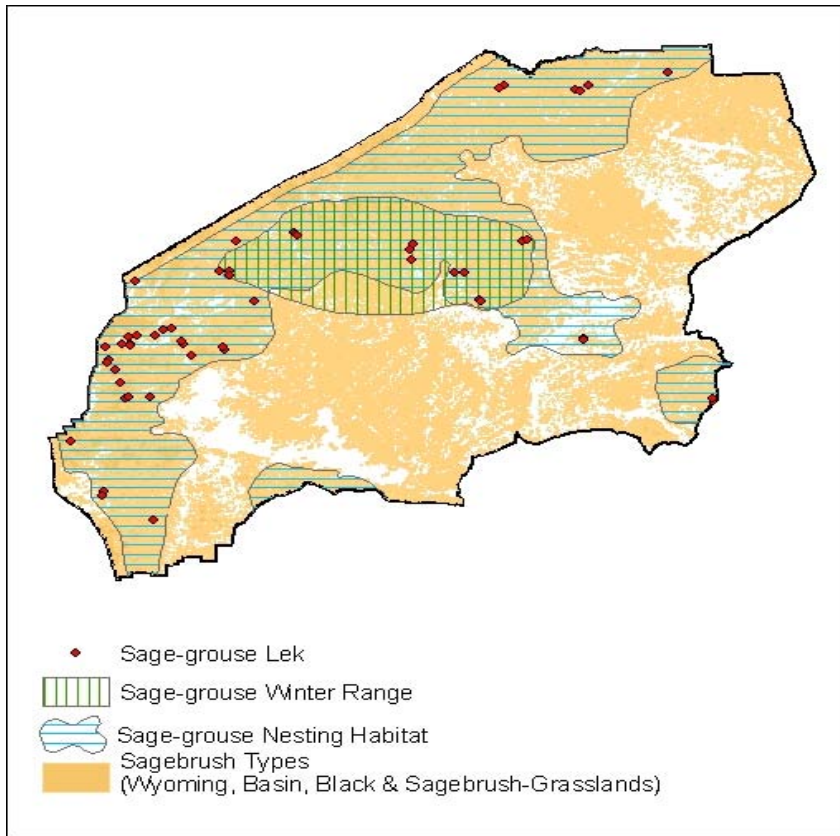 Sage-grouse Lek
Sage-grouse Winter Range
Sage-grouse Nesting Habitat
Sagebrush Types
(Wyoming, Basin, Black & Sagebrush-Grasslands)